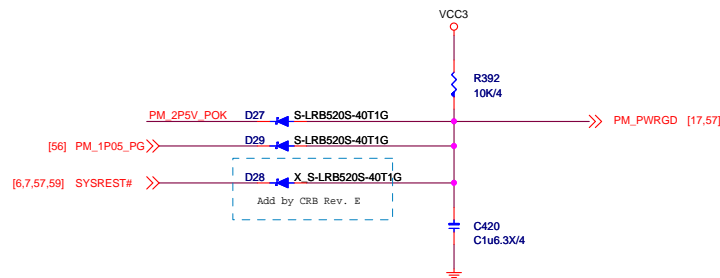 VCC3
R392
10K/4
PM_2P5V_POK D27 S-LRB520S-40T1G
PM_PWRGD [17,57]
[56] PM_1P05_PG D29 S-LRB520S-40T1G
[6,7,57,59] SYSREST# D28 X_S-LRB520S-40T1G
Add by CRB Rev. E
C420
C1u6.3X/4